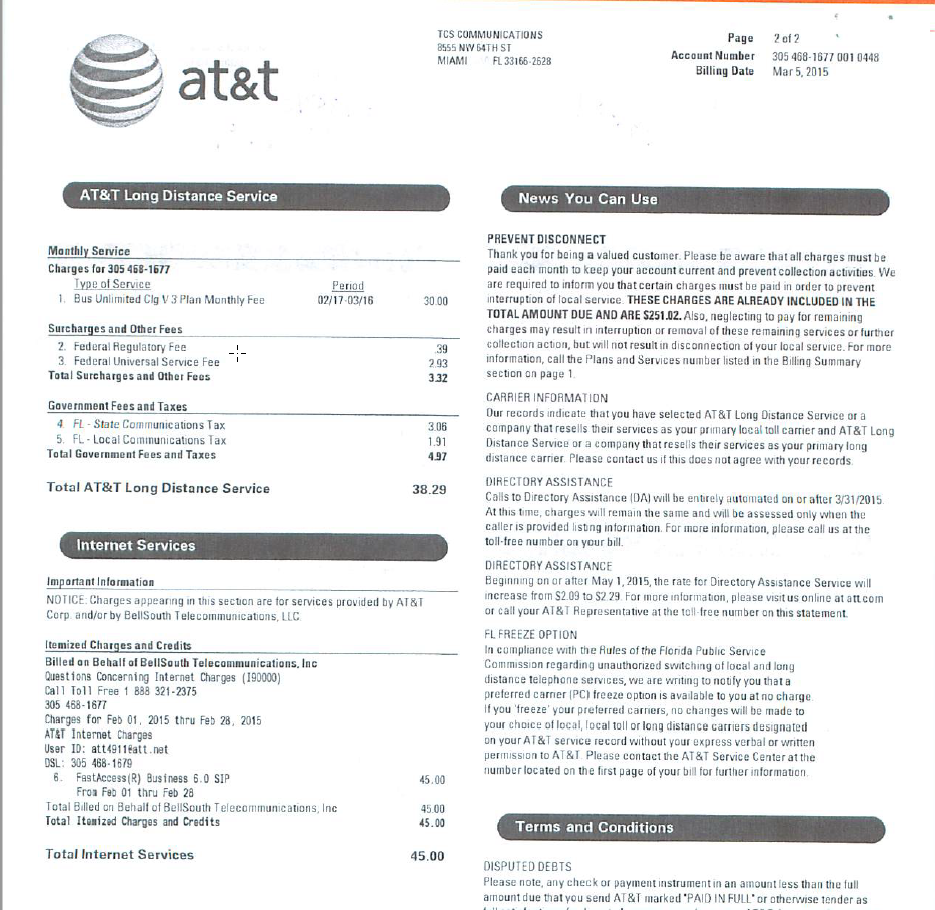 at&t
TCS COMMUNICATIONS
8555 NW 64TH ST
MIAMI FL 33166-2628
Page 2 of 2
Account Number 305 468-1677 001 0448
Billing Date Mar 5, 2015
AT&T Long Distance Service
Monthly Service
Charges for 305 468-1677
Type of Service Period
1. Bus Unlimited Clg V 3 Plan Monthly Fee 02/17-03/16 30.00
Surcharges and Other Fees
2. Federal Regulatory Fee .39
3. Federal Universal Service Fee 2.93
Total Surcharges and Other Fees 3.32
Government Fees and Taxes
4. FL - State Communications Tax 3.06
5. FL - Local Communications Tax 1.91
Total Government Fees and Taxes 4.97
Total AT&T Long Distance Service 38.29
Internet Services
Important Information
NOTICE: Charges appearing in this section are for services provided by AT&T
Corp. and/or by BellSouth Telecommunications, LLC.
Itemized Charges and Credits
Billed on Behalf of BellSouth Telecommunications, Inc
Questions Concerning Internet Charges (I90000)
Call Toll Free 1 888 321-2375
305 468-1677
Charges for Feb 01, 2015 thru Feb 28, 2015
AT&T Internet Charges
User ID: att4911@att.net
DSL: 305 468-1679
6. FastAccess(R) Business 6.0 SIP 45.00
From Feb 01 thru Feb 28
Total Billed on Behalf of BellSouth Telecommunications, Inc 45.00
Total Itemized Charges and Credits 45.00
Total Internet Services 45.00
News You Can Use
PREVENT DISCONNECT
Thank you for being a valued customer. Please be aware that all charges must be
paid each month to keep your account current and prevent collection activities. We
are required to inform you that certain charges must be paid in order to prevent
interruption of local service. THESE CHARGES ARE ALREADY INCLUDED IN THE
TOTAL AMOUNT DUE AND ARE $251.02. Also, neglecting to pay for remaining
charges may result in interruption or removal of these remaining services or further
collection action, but will not result in disconnection of your local service. For more
information, call the Plans and Services number listed in the Billing Summary
section on page 1.
CARRIER INFORMATION
Our records indicate that you have selected AT&T Long Distance Service or a
company that resells their services as your primary local toll carrier and AT&T Long
Distance Service or a company that resells their services as your primary long
distance carrier. Please contact us if this does not agree with your records.
DIRECTORY ASSISTANCE
Calls to Directory Assistance (DA) will be entirely automated on or after 3/31/2015.
At this time, charges will remain the same and will be assessed only when the
caller is provided listing information. For more information, please call us at the
toll-free number on your bill.
DIRECTORY ASSISTANCE
Beginning on or after May 1, 2015, the rate for Directory Assistance Service will
increase from $2.09 to $2.29. For more information, please visit us online at att.com
or call your AT&T Representative at the toll-free number on this statement.
FL FREEZE OPTION
In compliance with the Rules of the Florida Public Service
Commission regarding unauthorized switching of local and long
distance telephone services, we are writing to notify you that a
preferred carrier (PC) freeze option is available to you at no charge.
If you 'freeze' your preferred carriers, no changes will be made to
your choice of local, local toll or long distance carriers designated
on your AT&T service record without your express verbal or written
permission to AT&T. Please contact the AT&T Service Center at the
number located on the first page of your bill for further information.
Terms and Conditions
DISPUTED DEBTS
Please note, any check or payment instrument in an amount less than the full
amount due that you send AT&T marked "PAID IN FULL" or otherwise tender as